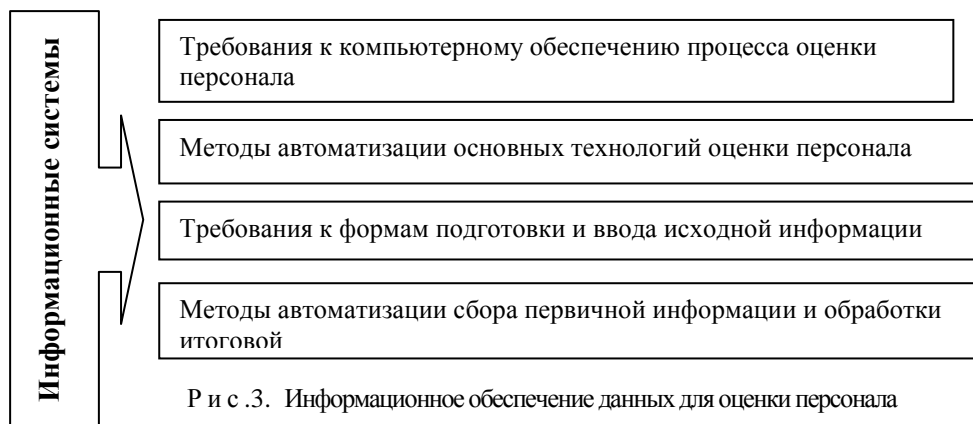 Информационные системы
Требования к компьютерному обеспечению процесса оценки
персонала
Методы автоматизации основных технологий оценки персонала
Требования к формам подготовки и ввода исходной информации
Методы автоматизации сбора первичной информации и обработки
итоговой
Р и с .3. Информационное обеспечение данных для оценки персонала